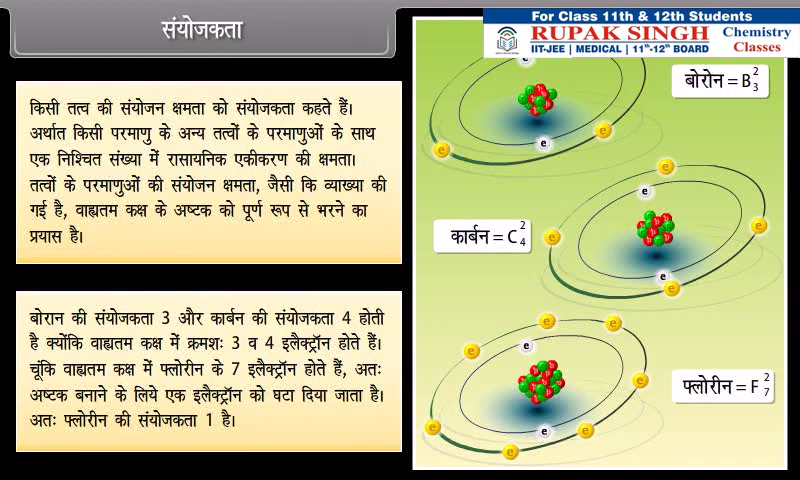 संयोजकता
For Class 11th & 12th Students
RUPAK SINGH
IIT-JEE | MEDICAL | 11th-12th BOARD
Chemistry
Classes
किसी तत्व की संयोजन क्षमता को संयोजकता कहते हैं।
अर्थात किसी परमाणु के अन्य तत्वों के परमाणुओं के साथ
एक निश्चित संख्या में रासायनिक एकीकरण की क्षमता।
तत्वों के परमाणुओं की संयोजन क्षमता, जैसी कि व्याख्या की
गई है, वाह्यतम कक्ष के अष्टक को पूर्ण रूप से भरने का
प्रयास है।
बोरान की संयोजकता 3 और कार्बन की संयोजकता 4 होती
है क्योंकि वाह्यतम कक्ष में क्रमशः 3 व 4 इलैक्ट्रॉन होते हैं।
चूंकि वाह्यतम कक्ष में फ्लोरीन के 7 इलैक्ट्रॉन होते हैं, अतः
अष्टक बनाने के लिये एक इलैक्ट्रॉन को घटा दिया जाता है।
अतः फ्लोरीन की संयोजकता 1 है।
e
बोरोन = B 2 3
e
e
e
e
e
कार्बन = C 2 4
e
e
e
e
e
e
e
e
e
e
फ्लोरीन = F 2 7
e
e
e
e